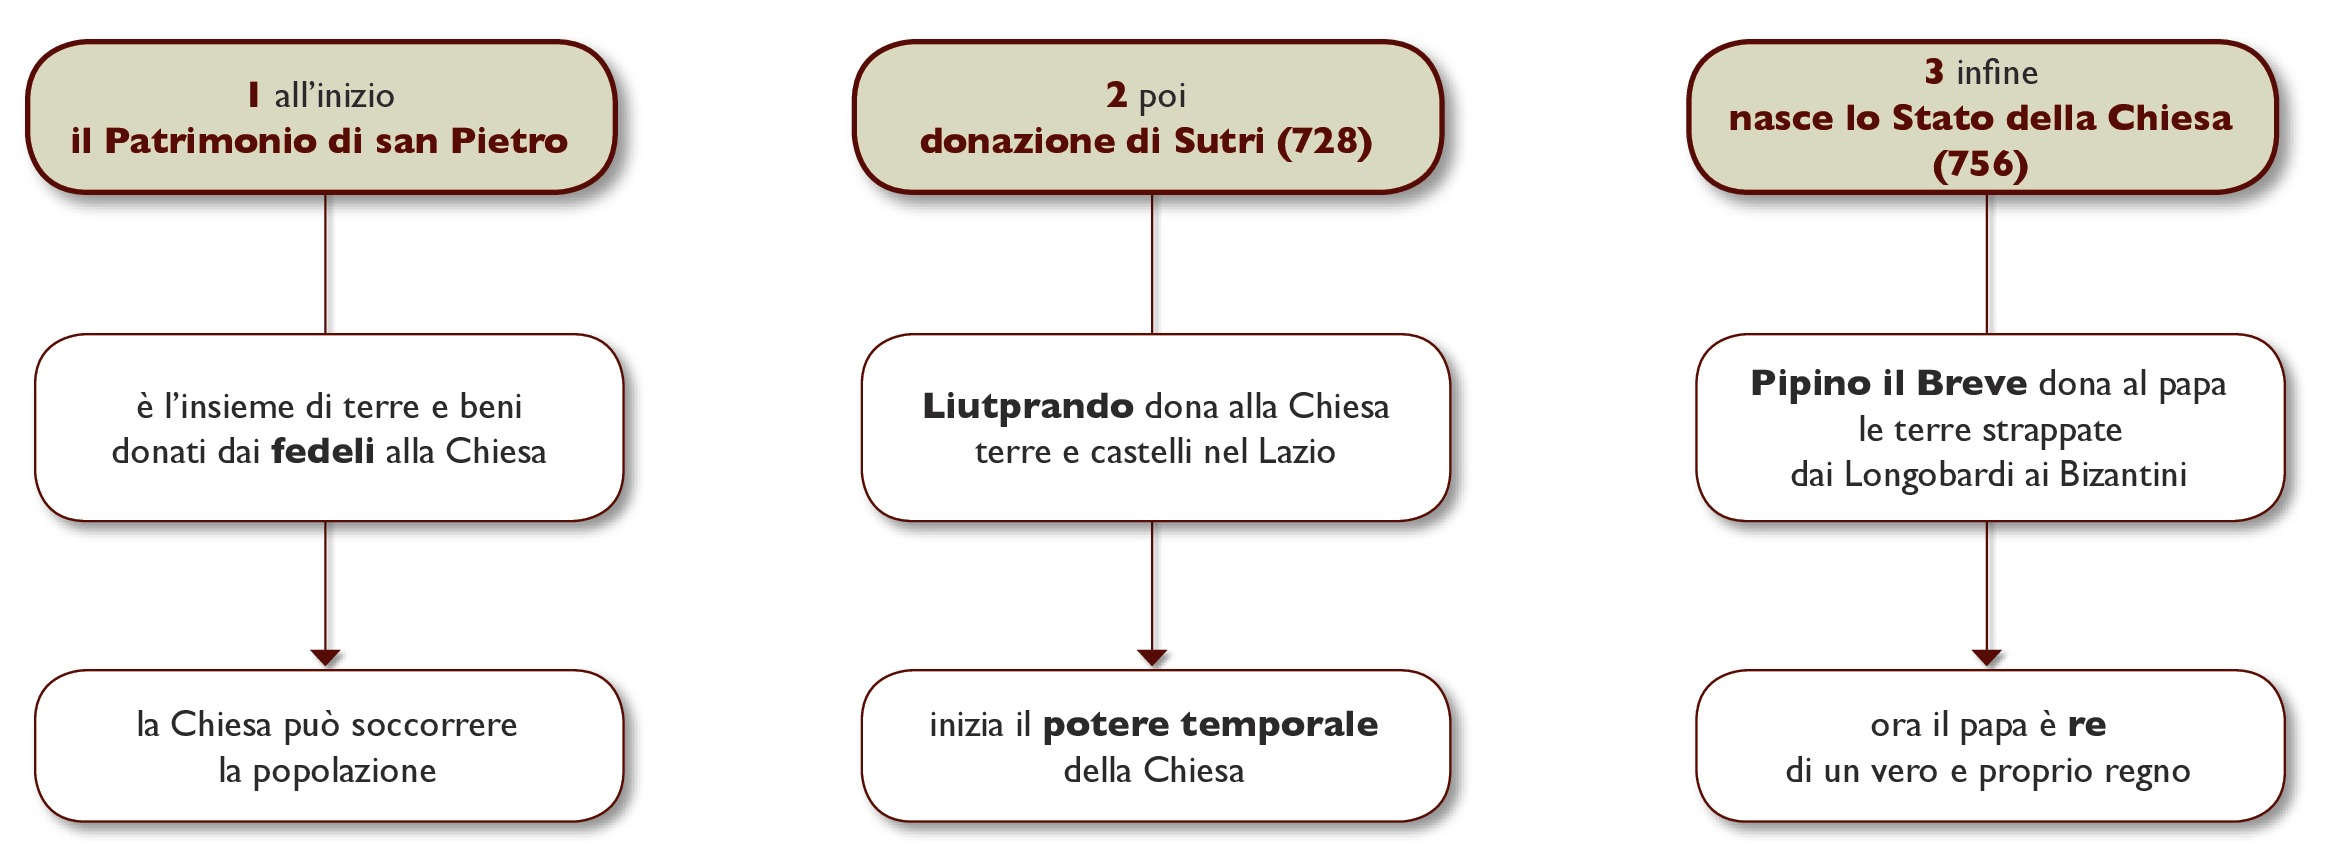 1 all’inizio
il Patrimonio di san Pietro
è l’insieme di terre e beni
donati dai fedeli alla Chiesa
la Chiesa può soccorrere
la popolazione
2 poi
donazione di Sutri (728)
Liutprando dona alla Chiesa
terre e castelli nel Lazio
inizia il potere temporale
della Chiesa
3 infine
nasce lo Stato della Chiesa
(756)
Pipino il Breve dona al papa
le terre strappate
dai Longobardi ai Bizantini
ora il papa è re
di un vero e proprio regno